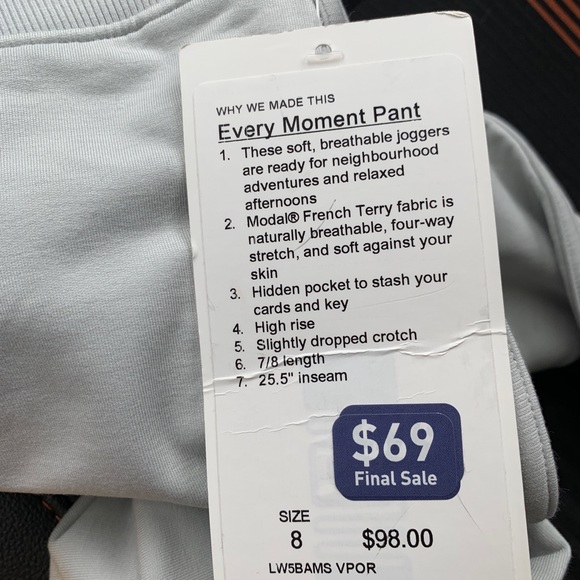 WHY WE MADE THIS
Every Moment Pant
1. These soft, breathable joggers
are ready for neighbourhood
adventures and relaxed
afternoons
2. Modal® French Terry fabric is
naturally breathable, four-way
stretch, and soft against your
skin
3. Hidden pocket to stash your
cards and key
4. High rise
5. Slightly dropped crotch
6. 7/8 length
7. 25.5" inseam
$69
Final Sale
SIZE
8 $98.00
LW5BAMS VPOR